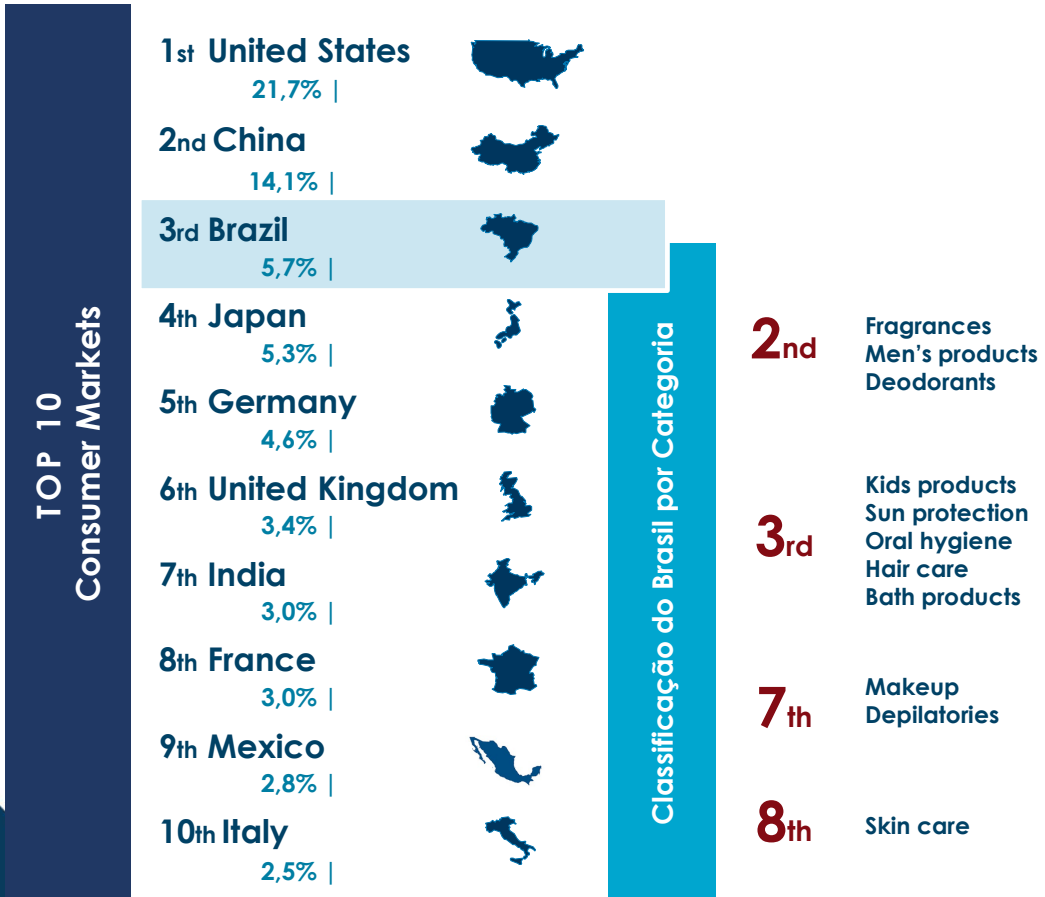 TOP 10
Consumer Markets
1st United States
21,7% |
2nd China
14,1% |
3rd Brazil
5,7% |
4th Japan
5,3% |
5th Germany
4,6% |
6th United Kingdom
3,4% |
7th India
3,0% |
8th France
3,0% |
9th Mexico
2,8% |
10th Italy
2,5% |
Classificação do Brasil por Categoria
2nd
Fragrances
Men’s products
Deodorants
3rd
Kids products
Sun protection
Oral hygiene
Hair care
Bath products
7th
Makeup
Depilatories
8th
Skin care